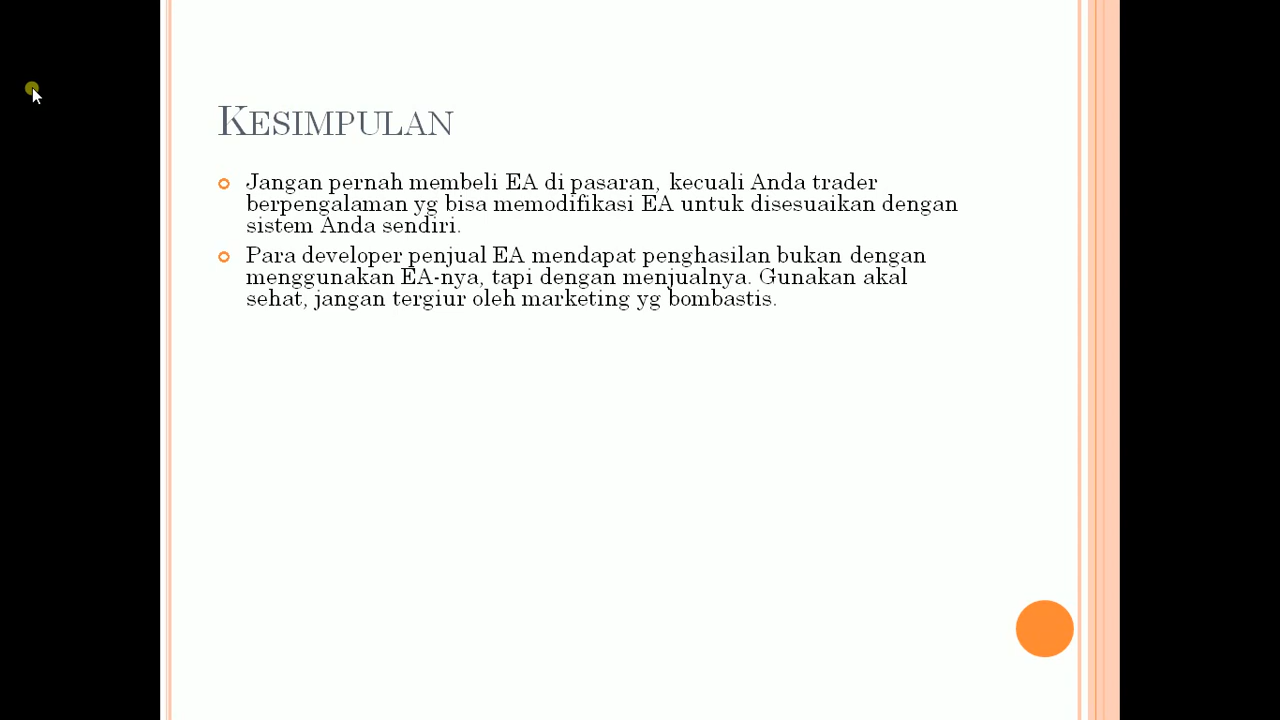 KESIMPULAN
Jangan pernah membeli EA di pasaran, kecuali Anda trader
berpengalaman yg bisa memodifikasi EA untuk disesuaikan dengan
sistem Anda sendiri.
Para developer penjual EA mendapat penghasilan bukan dengan
menggunakan EA-nya, tapi dengan menjualnya. Gunakan akal
sehat, jangan tergiur oleh marketing yg bombastis.